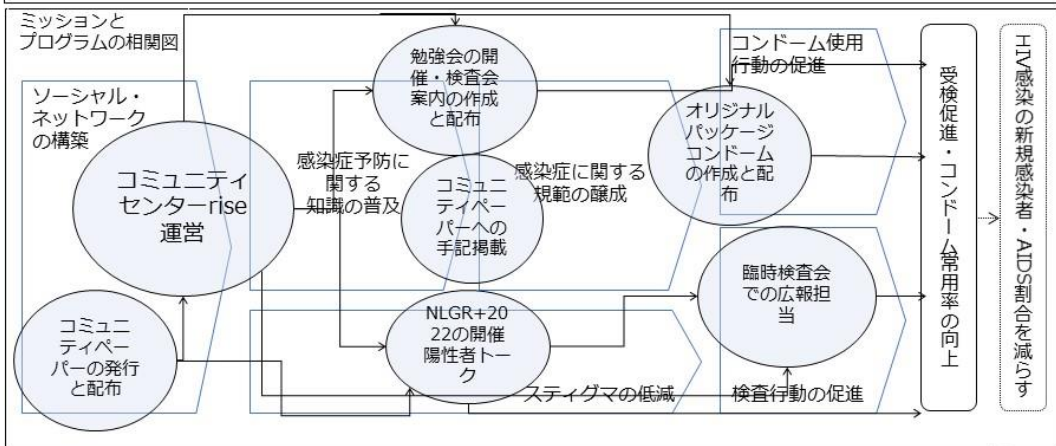 ミッションと
プログラムの相関図
ソーシャル・
ネットワーク
の構築
コミュニティ
センターrise
運営
コミュニ
ティペー
パーの発行
と配布
感染症予防に
関する
知識の普及
勉強会の開
催・検査会
案内の作成
と配布
コミュニ
ティペー
パーへの
手記掲載
NLGR+20
22の開催
陽性者トー
ク
感染症に関する
規範の醸成
スティグマの低減
コンドーム使用
行動の促進
オリジナル
パッケージ
コンドーム
の作成と配
布
臨時検査会
での広報担
当
検査行動の促進
受検促進・コンドーム常用率の向上
HIV感染の新規感染者・AIDS割合を減らす